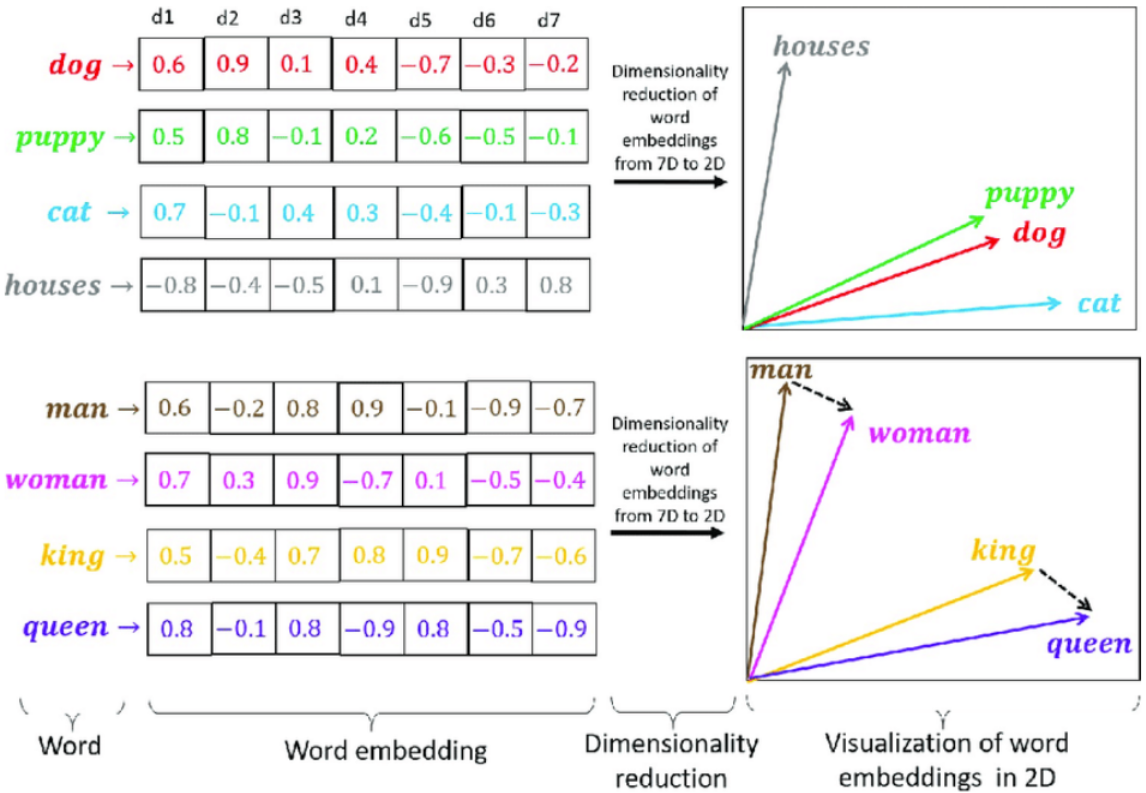 d1 d2 d3 d4 d5 d6 d7
dog → 0.6 0.9 0.1 0.4 −0.7 −0.3 −0.2
puppy → 0.5 0.8 −0.1 0.2 −0.6 −0.5 −0.1
cat → 0.7 −0.1 0.4 0.3 −0.4 −0.1 −0.3
houses → −0.8 −0.4 −0.5 0.1 −0.9 0.3 0.8
Dimensionality
reduction of
word
embeddings
from 7D to 2D
houses
puppy
dog
cat
man → 0.6 −0.2 0.8 0.9 −0.1 −0.9 −0.7
woman → 0.7 0.3 0.9 −0.7 0.1 −0.5 −0.4
king → 0.5 −0.4 0.7 0.8 0.9 −0.7 −0.6
queen → 0.8 −0.1 0.8 −0.9 0.8 −0.5 −0.9
Dimensionality
reduction of
word
embeddings
from 7D to 2D
man
woman
king
queen
Word
Word embedding
Dimensionality
reduction
Visualization of word
embeddings in 2D